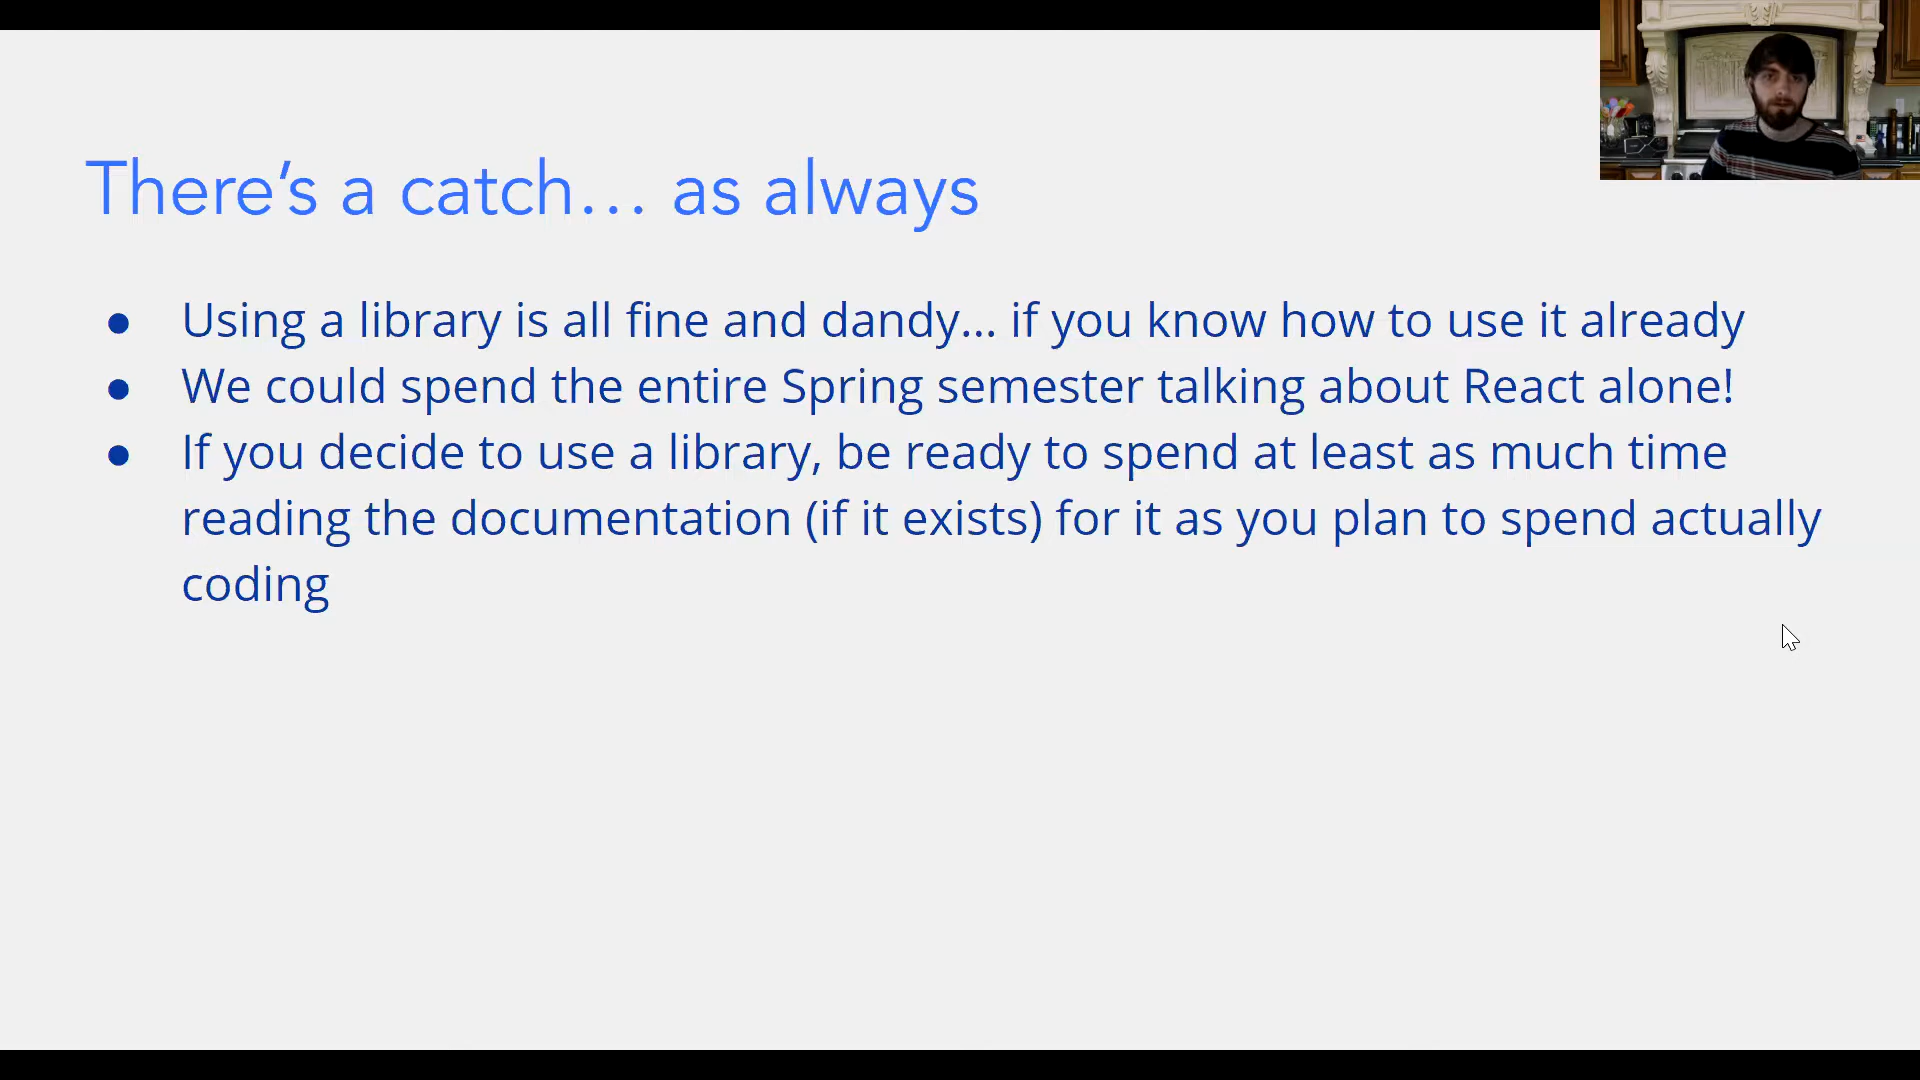 There’s a catch… as always
● Using a library is all fine and dandy… if you know how to use it already
● We could spend the entire Spring semester talking about React alone!
● If you decide to use a library, be ready to spend at least as much time
reading the documentation (if it exists) for it as you plan to spend actually
coding